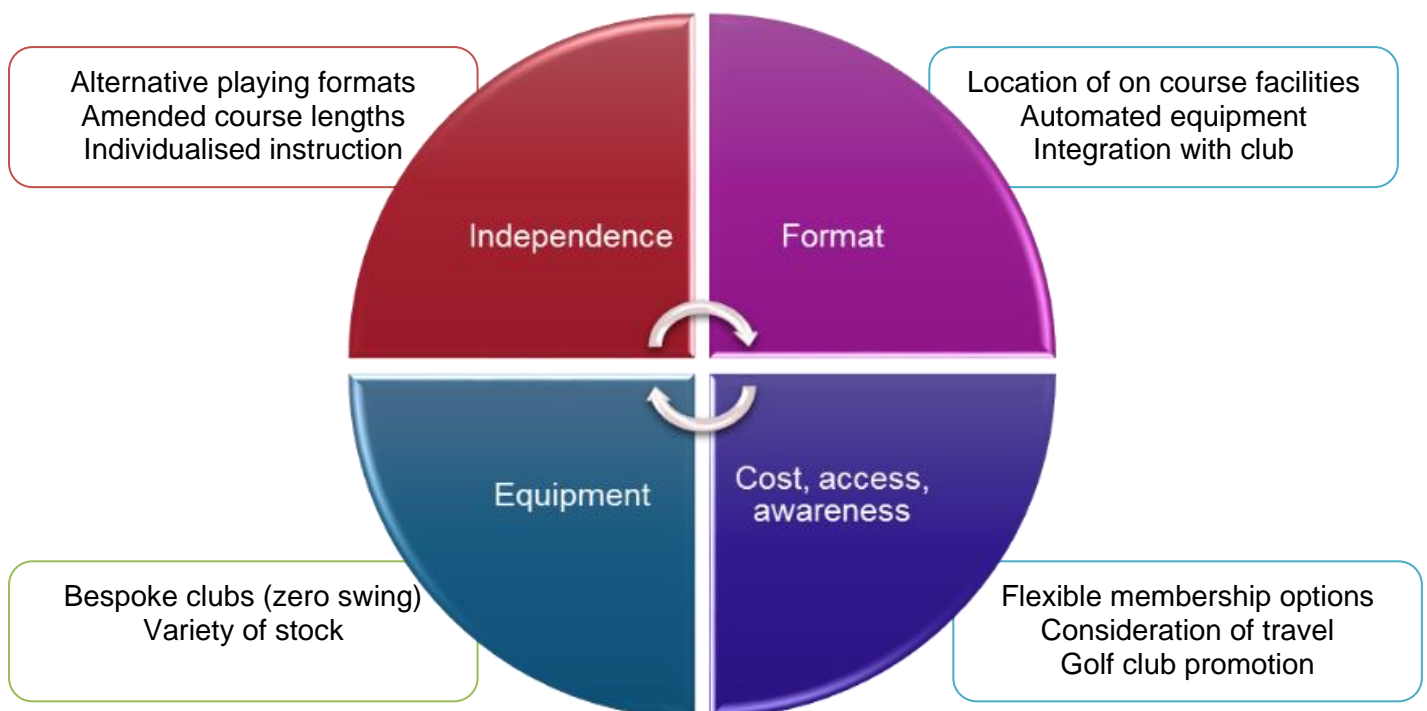 Alternative playing formats
Amended course lengths
Individualised instruction
Location of on course facilities
Automated equipment
Integration with club
Independence
Format
Equipment
Cost, access,
awareness
Bespoke clubs (zero swing)
Variety of stock
Flexible membership options
Consideration of travel
Golf club promotion